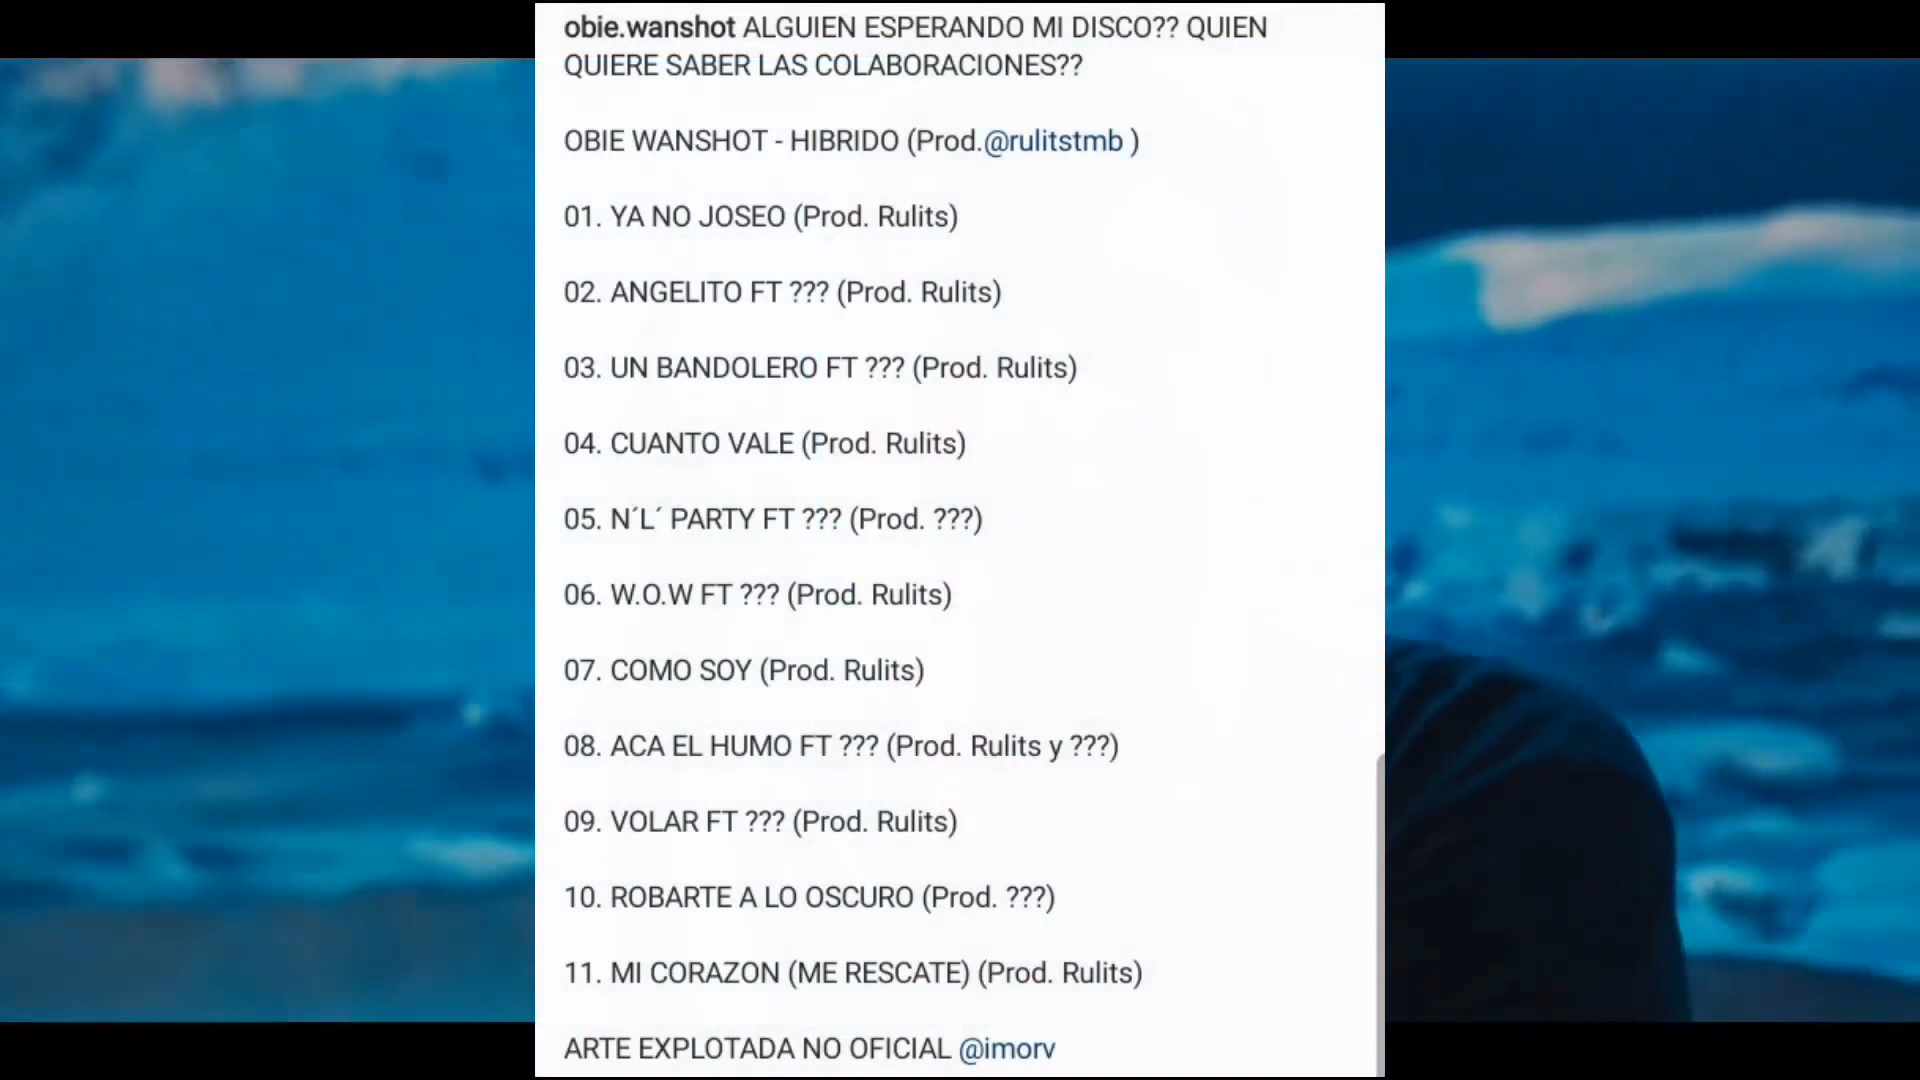 obie.wanshot ALGUIEN ESPERANDO MI DISCO?? QUIEN
QUIERE SABER LAS COLABORACIONES??
OBIE WANSHOT - HIBRIDO (Prod.@rulitstmb )
01. YA NO JOSEO (Prod. Rulits)
02. ANGELITO FT ??? (Prod. Rulits)
03. UN BANDOLERO FT ??? (Prod. Rulits)
04. CUANTO VALE (Prod. Rulits)
05. N´L´ PARTY FT ??? (Prod. ???)
06. W.O.W FT ??? (Prod. Rulits)
07. COMO SOY (Prod. Rulits)
08. ACA EL HUMO FT ??? (Prod. Rulits y ???)
09. VOLAR FT ??? (Prod. Rulits)
10. ROBARTE A LO OSCURO (Prod. ???)
11. MI CORAZON (ME RESCATE) (Prod. Rulits)
ARTE EXPLOTADA NO OFICIAL @imorv